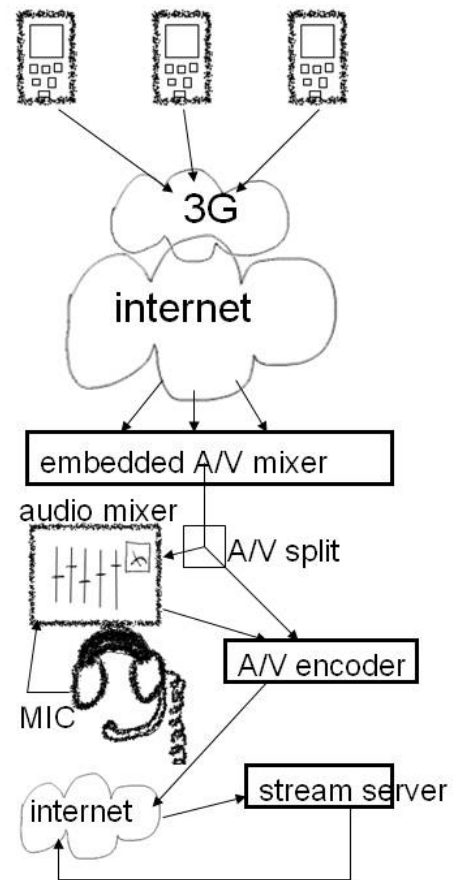 3G
internet
embedded A/V mixer
audio mixer
A/V split
A/V encoder
MIC
stream server
internet